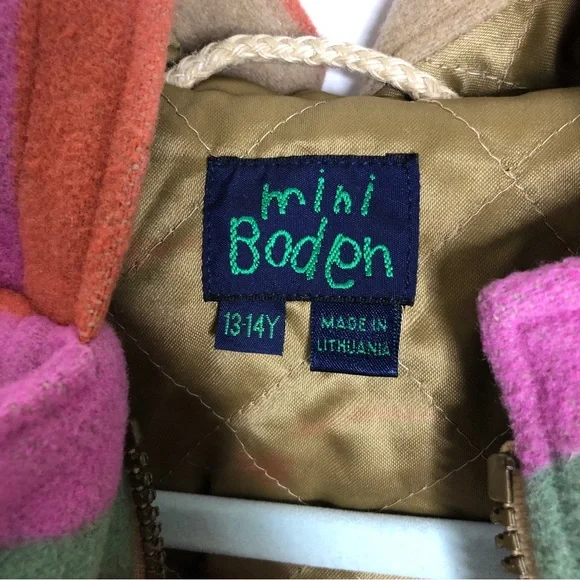 mini
Boden
13-14Y
MADE IN
LITHUANIA